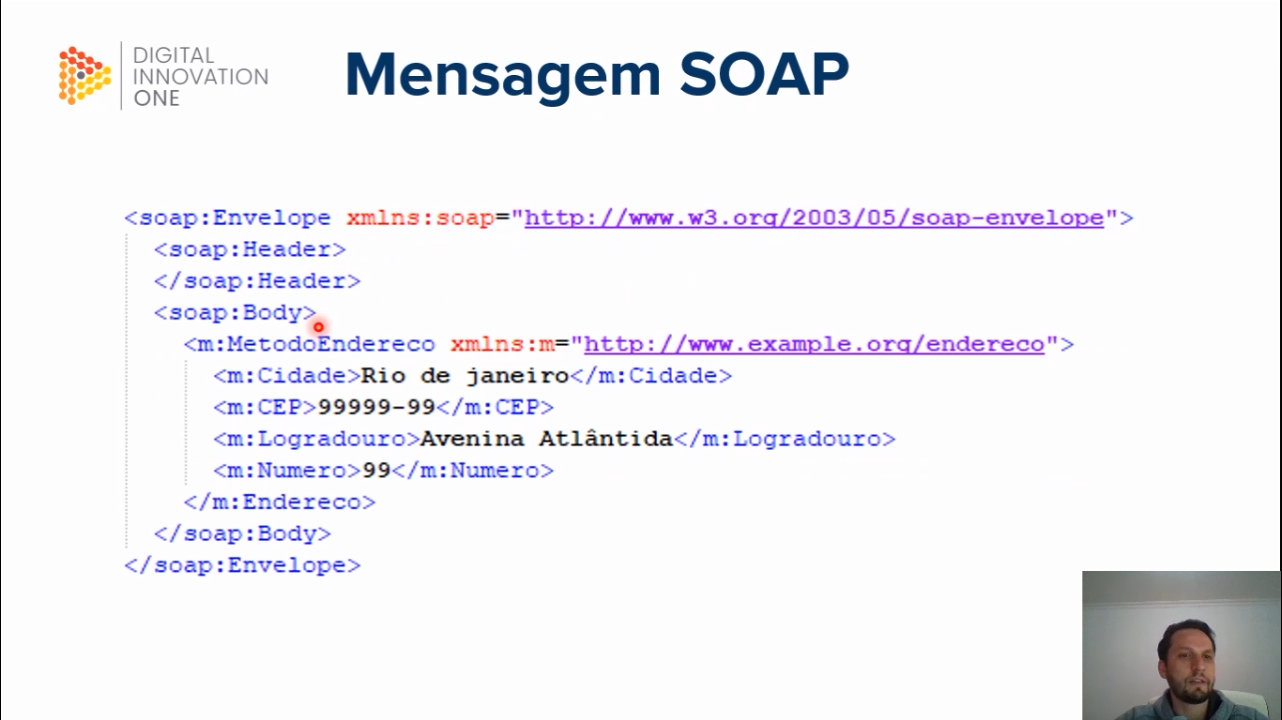 DIGITAL
INNOVATION
ONE
Mensagem SOAP
<soap:Envelope xmlns:soap="http://www.w3.org/2003/05/soap-envelope">
<soap:Header>
</soap:Header>
<soap:Body>
<m:MetodoEndereco xmlns:m="http://www.example.org/endereco">
<m:Cidade>Rio de janeiro</m:Cidade>
<m:CEP>99999-99</m:CEP>
<m:Logradouro>Avenina Atlântida</m:Logradouro>
<m:Numero>99</m:Numero>
</m:Endereco>
</soap:Body>
</soap:Envelope>